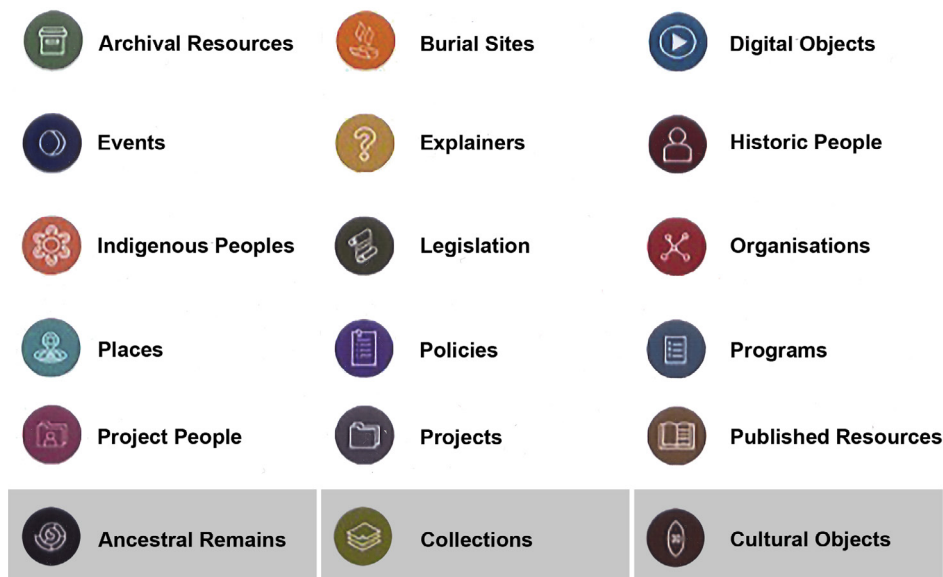 Archival Resources
Burial Sites
Digital Objects
Events
Explainers
Historic People
Indigenous Peoples
Legislation
Organisations
Places
Policies
Programs
Project People
Projects
Published Resources
Ancestral Remains
Collections
Cultural Objects